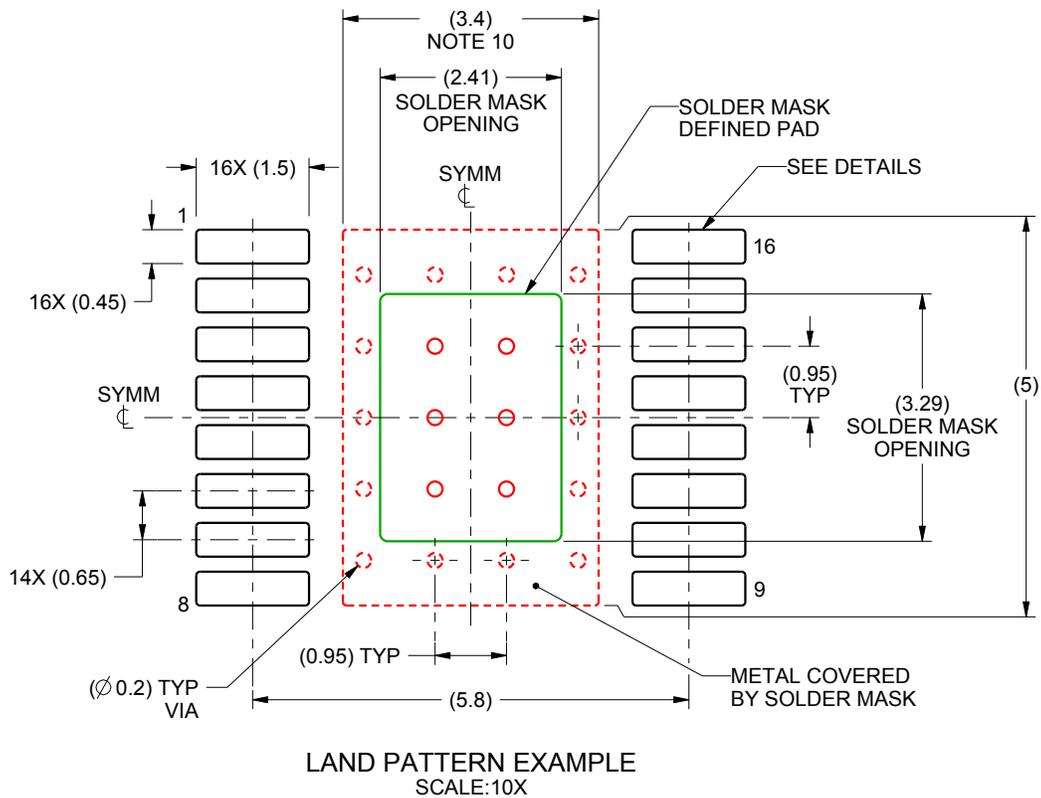 (3.4)
NOTE 10
(2.41)
SOLDER MASK
OPENING
SOLDER MASK
DEFINED PAD
16X (1.5)
SYMM
SEE DETAILS
1
16
16X (0.45)
(0.95)
TYP
(5)
SYMM
(3.29)
SOLDER MASK
OPENING
14X (0.65)
8
9
(0.95) TYP
(∅ 0.2) TYP
VIA
(5.8)
METAL COVERED
BY SOLDER MASK
LAND PATTERN EXAMPLE
SCALE:10X